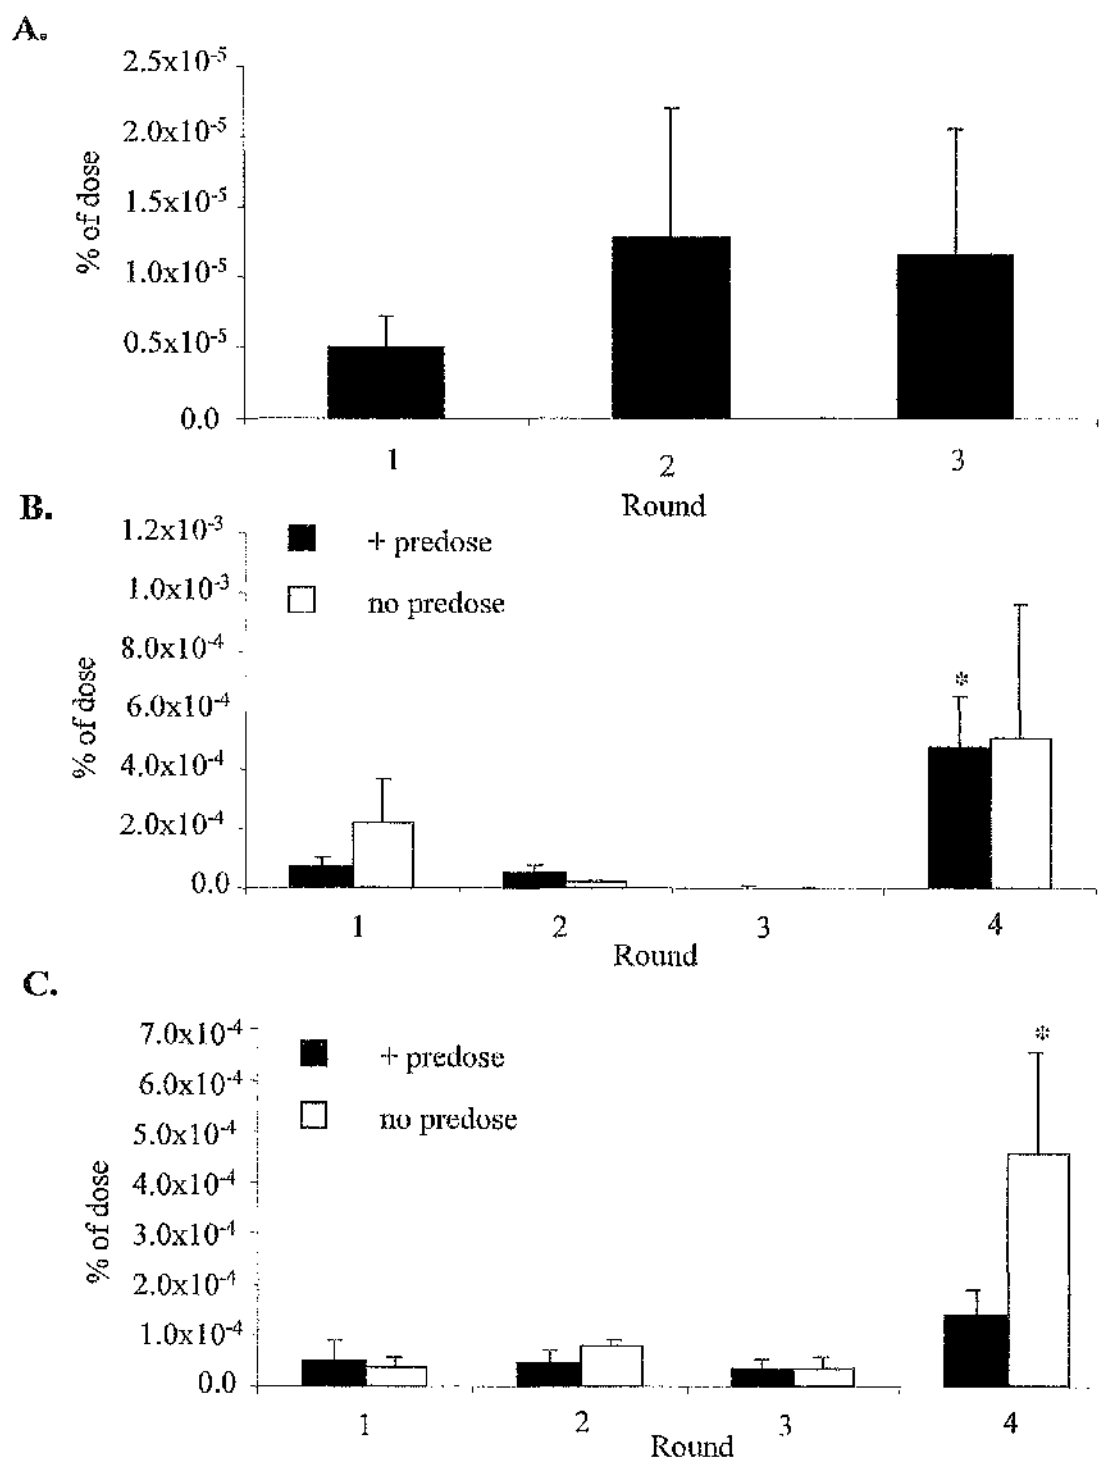 A.
2.5x10-5
2.0x10-5
1.5x10-5
1.0x10-5
0.5x10-5
0.0
% of dose
1 2 3
Round
B.
1.2x10-3
1.0x10-3
8.0x10-4
6.0x10-4
4.0x10-4
2.0x10-4
0.0
% of dose
+ predose
no predose
*
1 2 3 4
Round
C.
7.0x10-4
6.0x10-4
5.0x10-4
4.0x10-4
3.0x10-4
2.0x10-4
1.0x10-4
0.0
% of dose
+ predose
no predose
*
1 2 3 4
Round